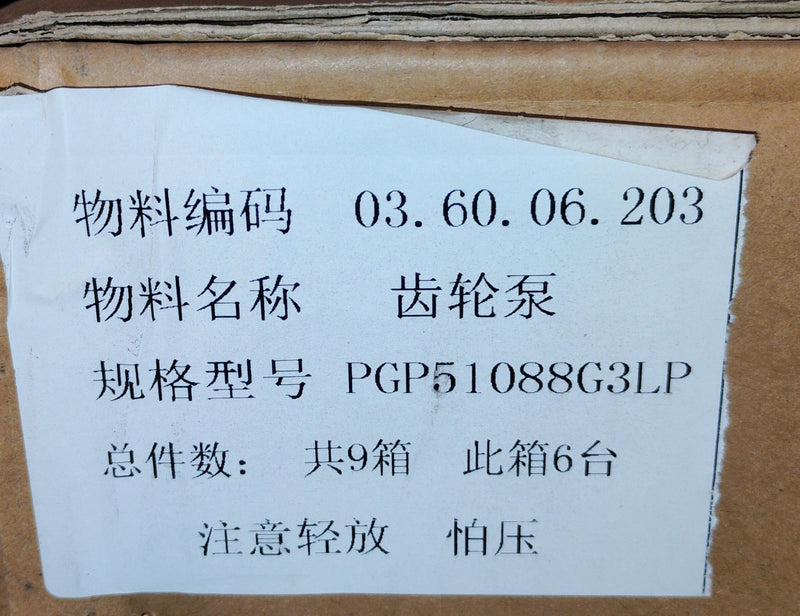 物料编码 03.60.06.203
物料名称 齿轮泵
规格型号 PGP51088G3LP
总件数： 共9箱 此箱6台
注意轻放 怕压